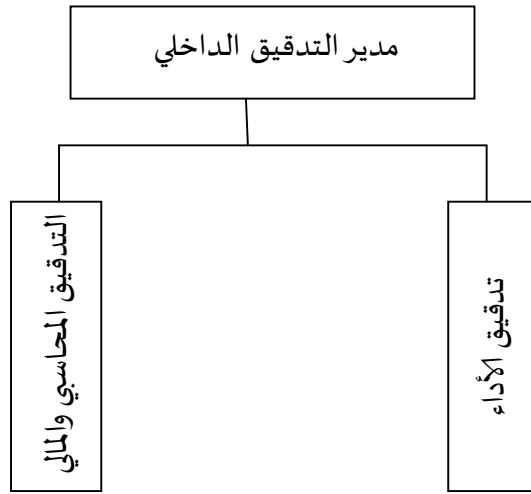 مدير التدقيق الداخلي
تدقيق الأداء
التدقيق المحاسبي والمالي